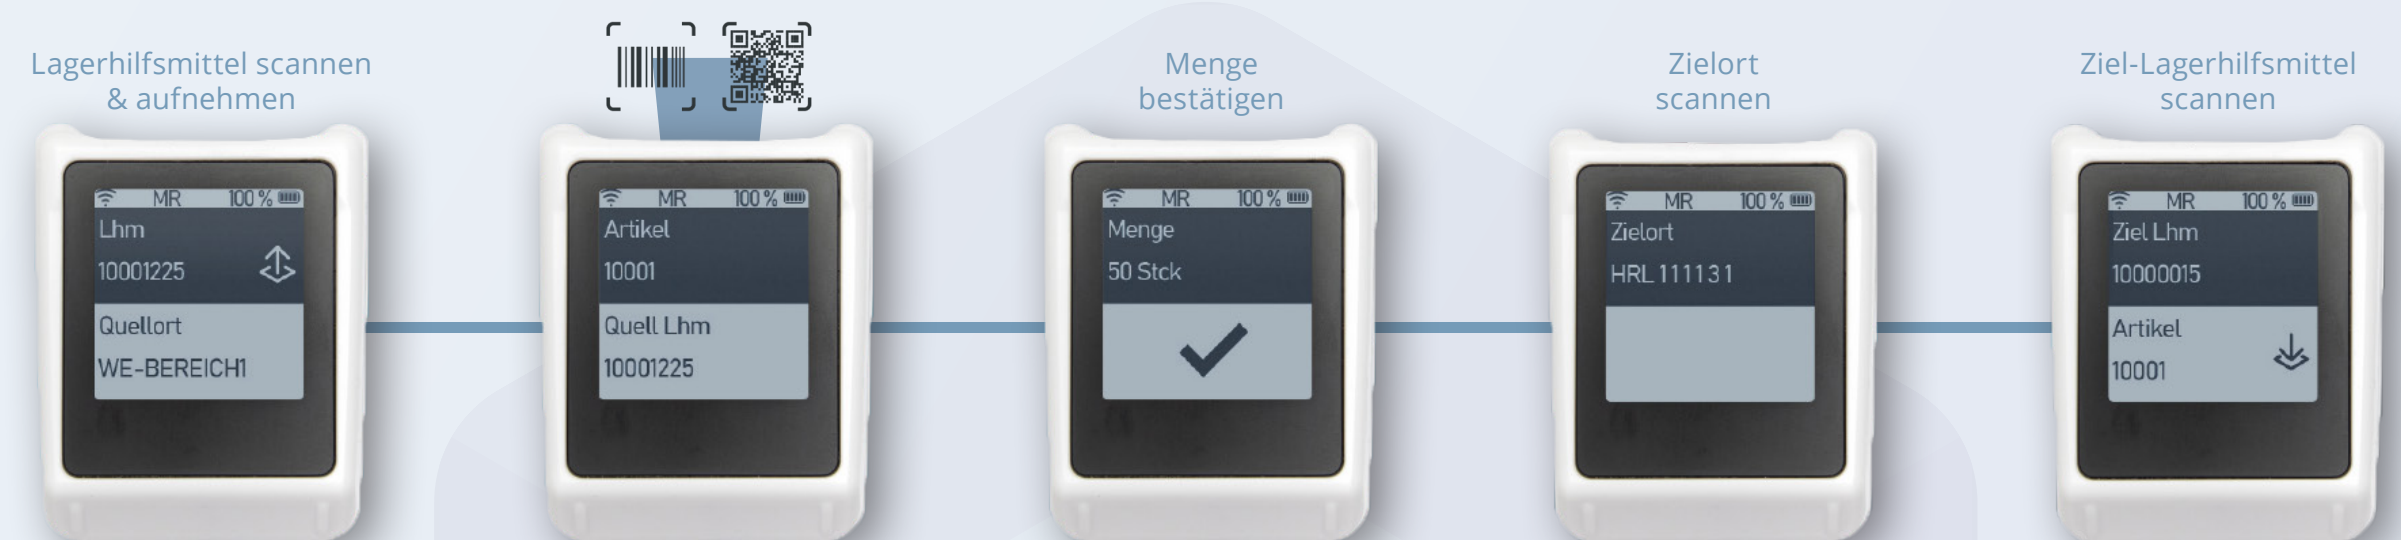 Lagerhilfsmittel scannen
& aufnehmen
Menge
bestätigen
Zielort
scannen
Ziel-Lagerhilfsmittel
scannen
MR 100 %
Lhm
10001225
Quellort
WE-BEREICH1
MR 100 %
Artikel
10001
Quell Lhm
10001225
MR 100 %
Menge
50 Stck
MR 100 %
Zielort
HRL 111131
MR 100 %
Ziel Lhm
10000015
Artikel
10001